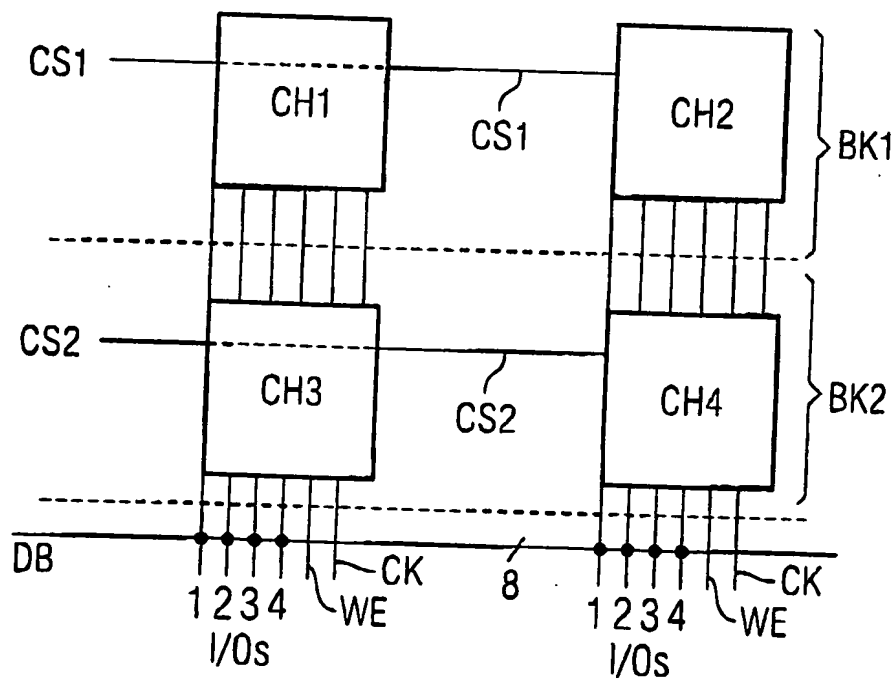 CS1
CH1
CS1
CH2
BK1
CS2
CH3
CS2
CH4
BK2
DB
1 2 3 4
WE
CK
I/Os
8
1 2 3 4
WE
CK
I/Os